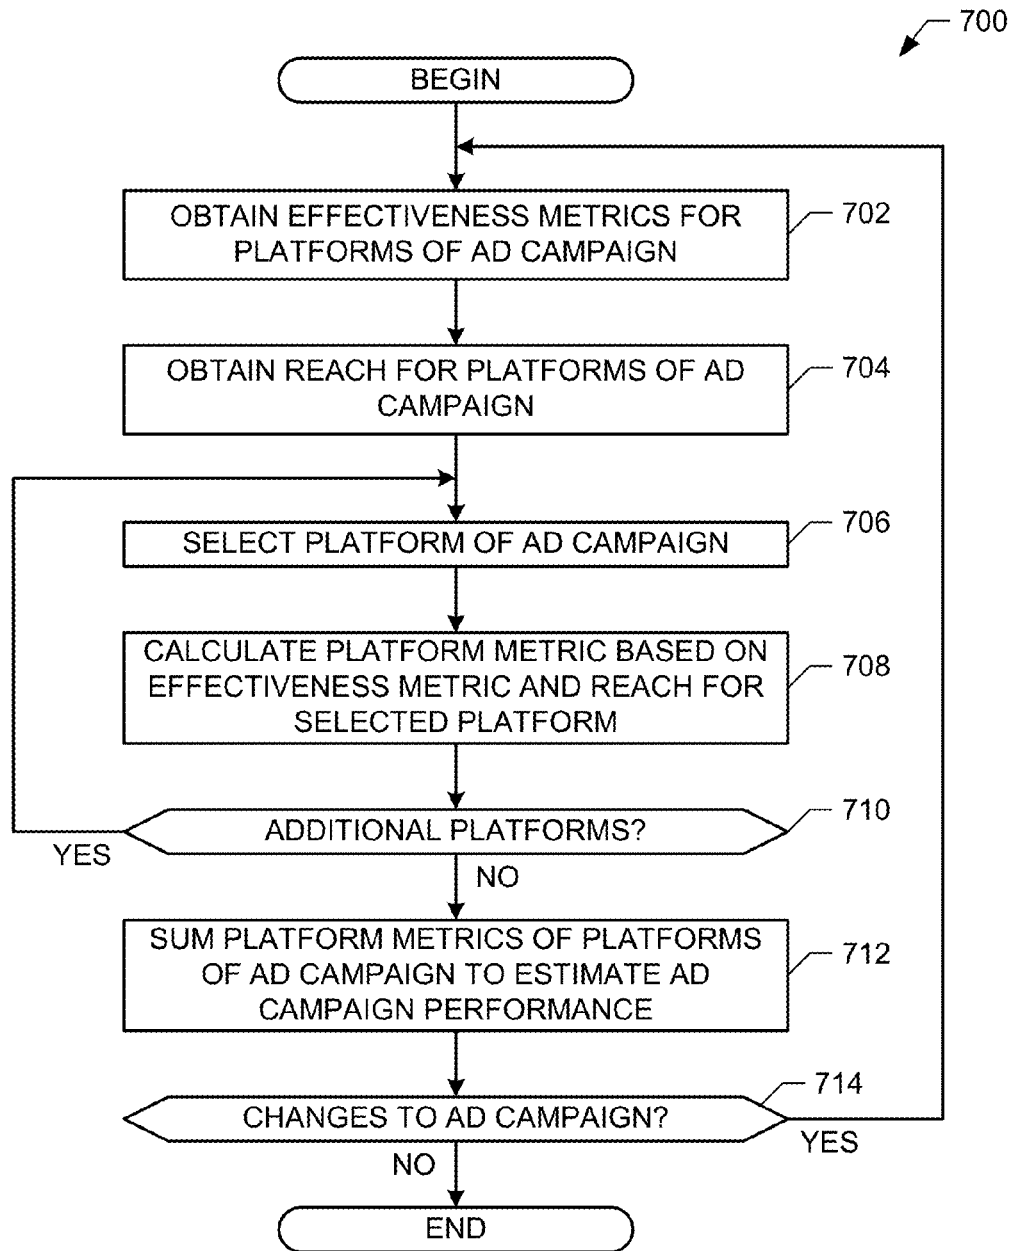 700
BEGIN
OBTAIN EFFECTIVENESS METRICS FOR
PLATFORMS OF AD CAMPAIGN
702
OBTAIN REACH FOR PLATFORMS OF AD
CAMPAIGN
704
SELECT PLATFORM OF AD CAMPAIGN
706
CALCULATE PLATFORM METRIC BASED ON
EFFECTIVENESS METRIC AND REACH FOR
SELECTED PLATFORM
708
ADDITIONAL PLATFORMS?
710
YES
NO
SUM PLATFORM METRICS OF PLATFORMS
OF AD CAMPAIGN TO ESTIMATE AD
CAMPAIGN PERFORMANCE
712
CHANGES TO AD CAMPAIGN?
714
YES
NO
END